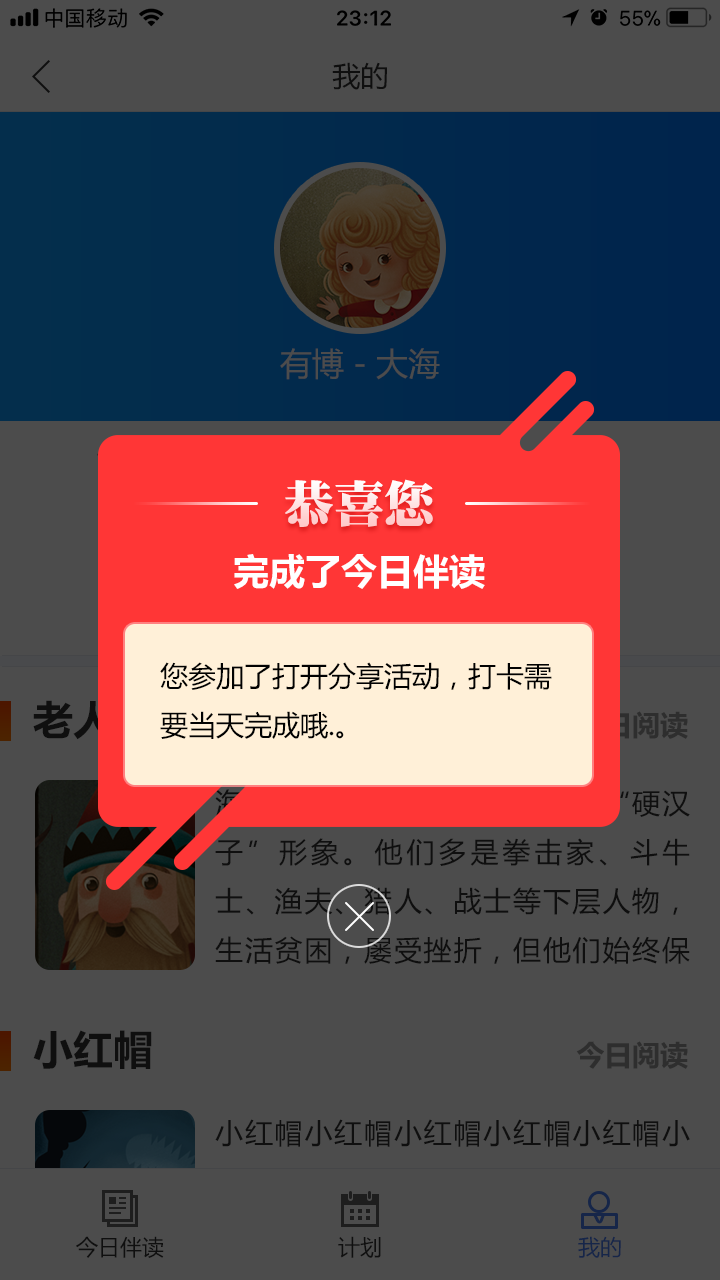 中国移动 23:12 55%
我的
有博 - 大海
恭喜您
完成了今日伴读
您参加了打开分享活动，打卡需
要当天完成哦.。
老人
日阅读
海
“硬汉
子”形象。他们多是拳击家、斗牛
士、渔夫、猎人、战士等下层人物，
生活贫困，屡受挫折，但他们始终保
小红帽 今日阅读
小红帽小红帽小红帽小红帽小红帽小
今日伴读 计划 我的